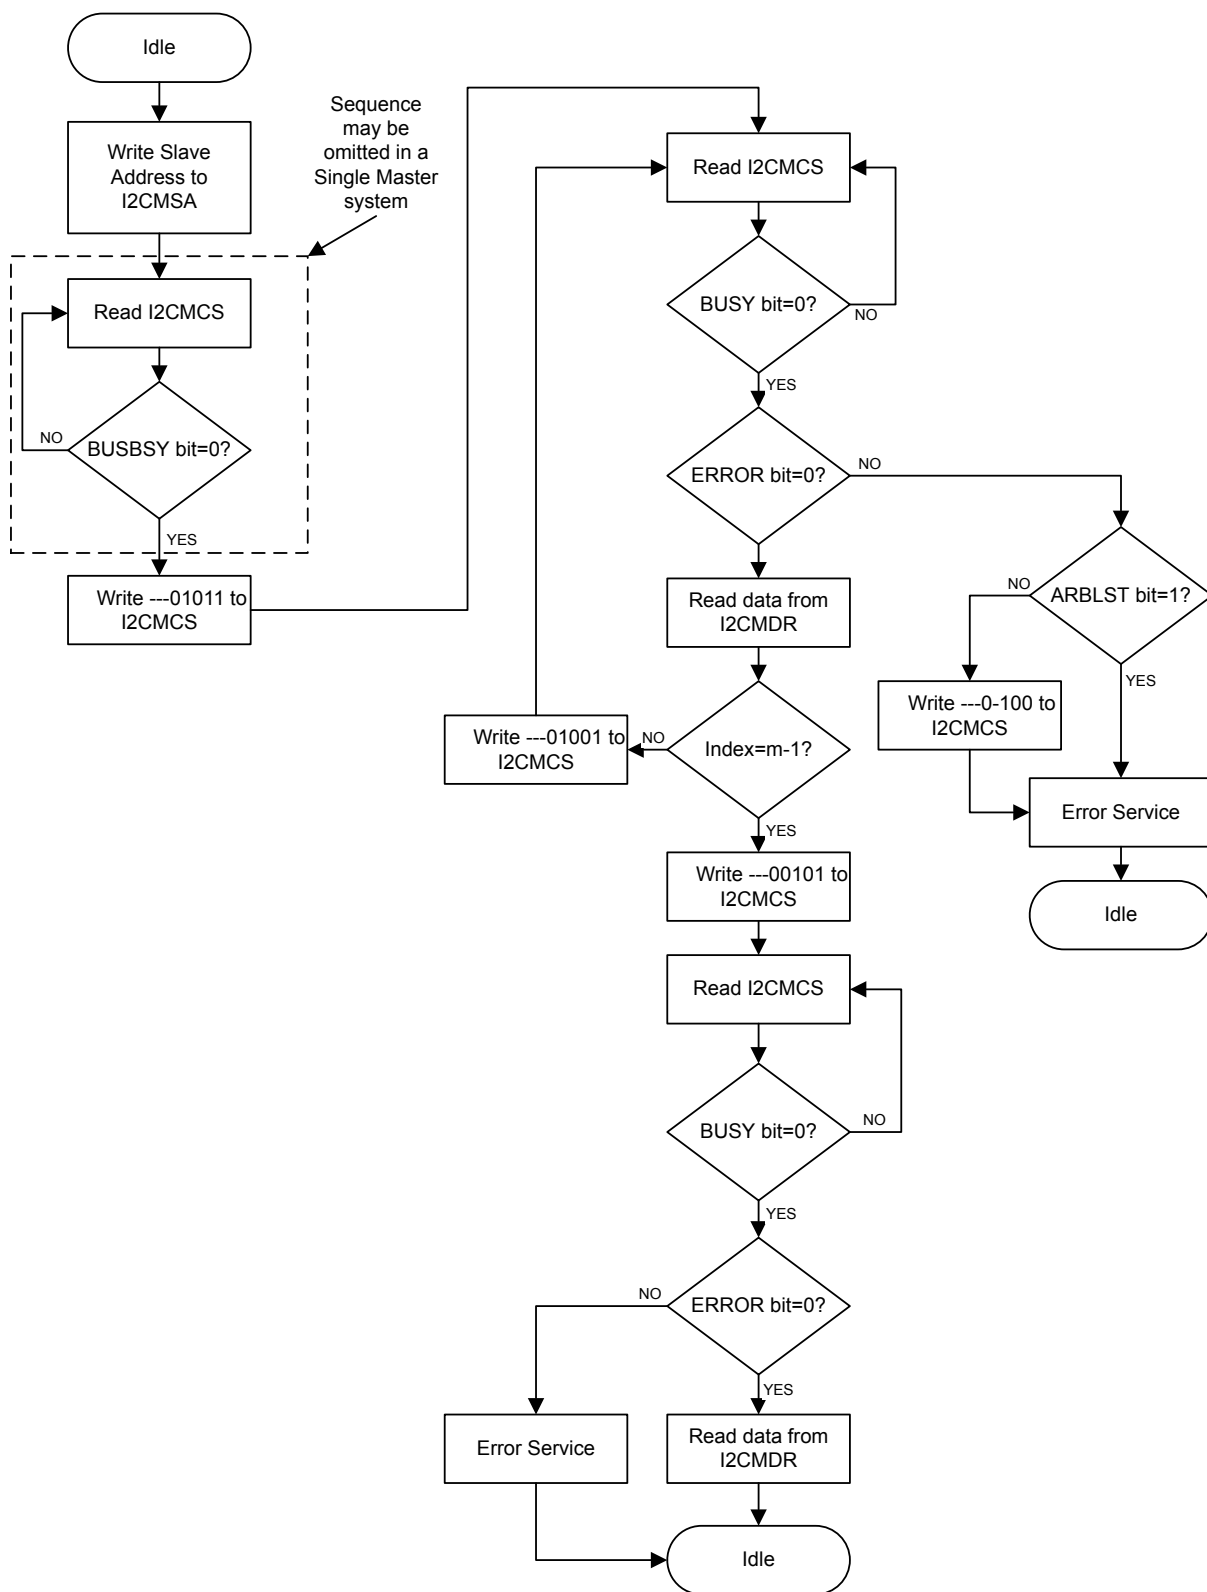 Idle
Write Slave
Address to
I2CMSA
Sequence
may be
omitted in a
Single Master
system
Read I2CMCS
BUSBSY bit=0?
NO
YES
Write ---01011 to
I2CMCS
Read I2CMCS
BUSY bit=0?
NO
YES
ERROR bit=0?
NO
ARBLST bit=1?
NO
YES
Write ---0-100 to
I2CMCS
Error Service
Idle
Read data from
I2CMDR
Index=m-1?
NO
Write ---01001 to
I2CMCS
YES
Write ---00101 to
I2CMCS
Read I2CMCS
BUSY bit=0?
NO
YES
ERROR bit=0?
NO
YES
Error Service
Read data from
I2CMDR
Idle